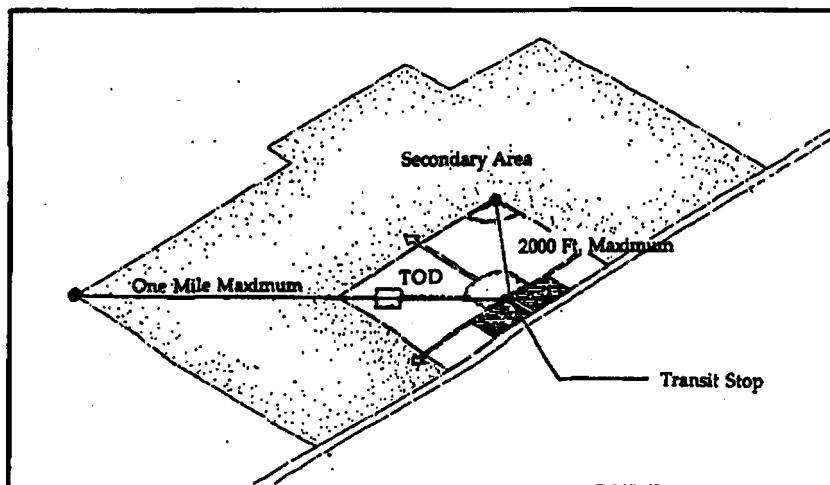 Secondary Area
2000 Ft. Maximum
TOD
One Mile Maximum
Transit Stop